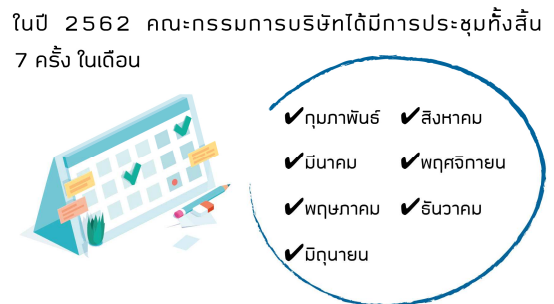 ในปี 2562 คณะกรรมการบริษัทได้มีการประชุมทั้งสิ้น
7 ครั้ง ในเดือน
✔กุมภาพันธ์ ✔สิงหาคม
✔มีนาคม ✔พฤศจิกายน
✔พฤษภาคม ✔ธันวาคม
✔มิถุนายน